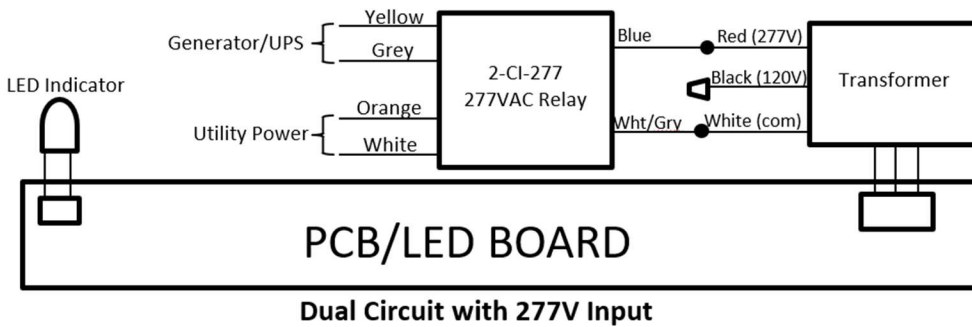 Yellow
Generator/UPS
Grey
LED Indicator
Orange
Utility Power
White
2-CI-277
277VAC Relay
Blue
Red (277V)
Black (120V)
Wht/Gry
White (com)
Transformer
PCB/LED BOARD
Dual Circuit with 277V Input